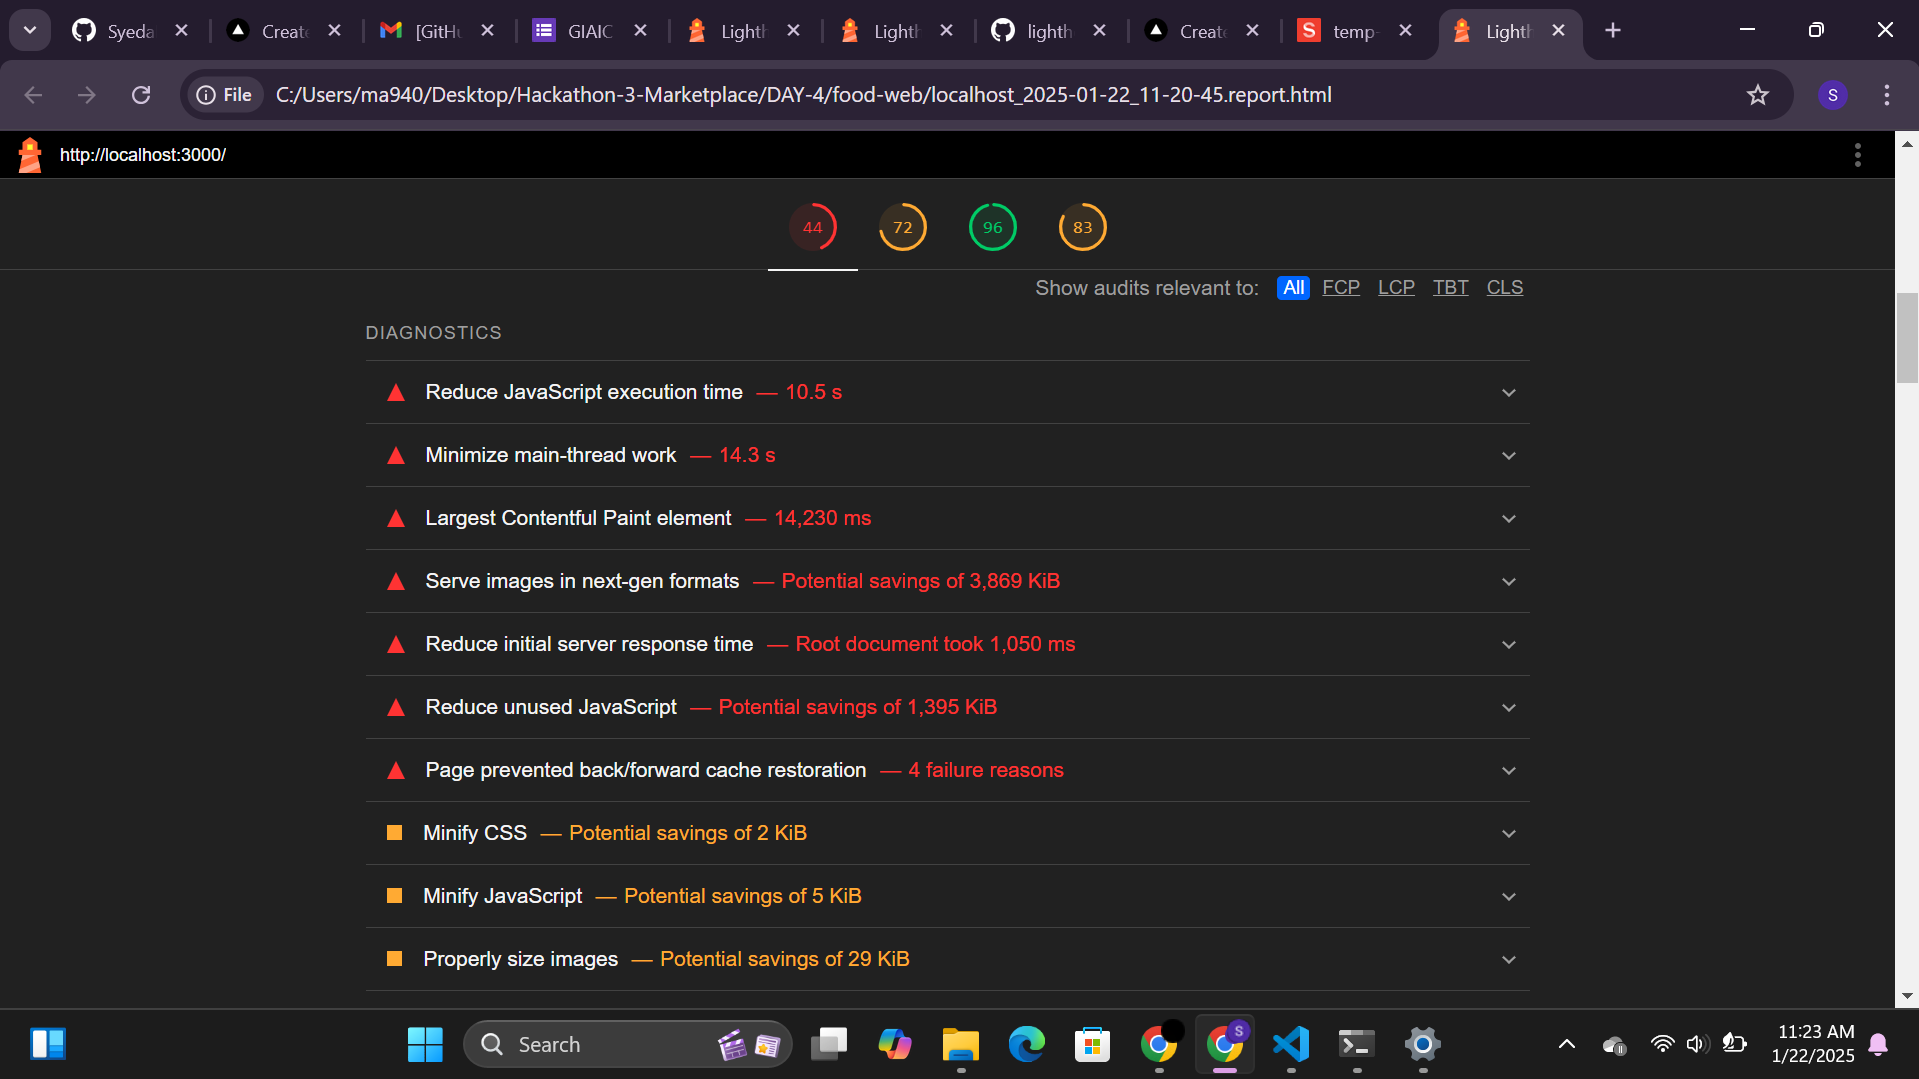 Syeda
Create
[GitHu
GIAIC
Lighth
Lighth
lighth
Create
temp-
Lighth
File
C:/Users/ma940/Desktop/Hackathon-3-Marketplace/DAY-4/food-web/localhost_2025-01-22_11-20-45.report.html
S
http://localhost:3000/
44
72
96
83
Show audits relevant to: All FCP LCP TBT CLS
DIAGNOSTICS
Reduce JavaScript execution time — 10.5 s
Minimize main-thread work — 14.3 s
Largest Contentful Paint element — 14,230 ms
Serve images in next-gen formats — Potential savings of 3,869 KiB
Reduce initial server response time — Root document took 1,050 ms
Reduce unused JavaScript — Potential savings of 1,395 KiB
Page prevented back/forward cache restoration — 4 failure reasons
Minify CSS — Potential savings of 2 KiB
Minify JavaScript — Potential savings of 5 KiB
Properly size images — Potential savings of 29 KiB
Search
S
11:23 AM
1/22/2025